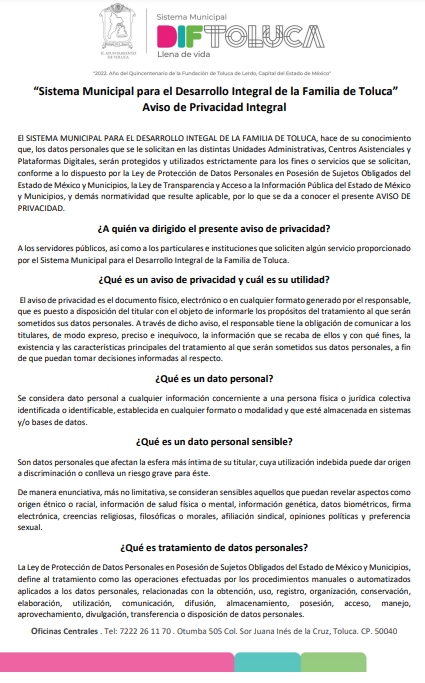 Sistema Municipal
DIFTOLUCA
Llena de vida
H. AYUNTAMIENTO
DE TOLUCA
"2022. Año del Quincentenario de la Fundación de Toluca de Lerdo, Capital del Estado de México"
“Sistema Municipal para el Desarrollo Integral de la Familia de Toluca”
Aviso de Privacidad Integral
El SISTEMA MUNICIPAL PARA EL DESARROLLO INTEGAL DE LA FAMILIA DE TOLUCA, hace de su conocimiento
que, los datos personales que se le solicitan en las distintas Unidades Administrativas, Centros Asistenciales y
Plataformas Digitales, serán protegidos y utilizados estrictamente para los fines o servicios que se solicitan,
conforme a lo dispuesto por la Ley de Protección de Datos Personales en Posesión de Sujetos Obligados del
Estado de México y Municipios, la Ley de Transparencia y Acceso a la Información Pública del Estado de México
y Municipios, y demás normatividad que resulte aplicable, por lo que se da a conocer el presente AVISO DE
PRIVACIDAD.
¿A quién va dirigido el presente aviso de privacidad?
A los servidores públicos, así como a los particulares e instituciones que soliciten algún servicio proporcionado
por el Sistema Municipal para el Desarrollo Integral de la Familia de Toluca.
¿Qué es un aviso de privacidad y cuál es su utilidad?
El aviso de privacidad es el documento físico, electrónico o en cualquier formato generado por el responsable,
que es puesto a disposición del titular con el objeto de informarle los propósitos del tratamiento al que serán
sometidos sus datos personales. A través de dicho aviso, el responsable tiene la obligación de comunicar a los
titulares, de modo expreso, preciso e inequívoco, la información que se recaba de ellos y con qué fines, la
existencia y las características principales del tratamiento al que serán sometidos sus datos personales, a fin
de que puedan tomar decisiones informadas al respecto.
¿Qué es un dato personal?
Se considera dato personal a cualquier información concerniente a una persona física o jurídica colectiva
identificada o identificable, establecida en cualquier formato o modalidad y que esté almacenada en sistemas
y/o bases de datos.
¿Qué es un dato personal sensible?
Son datos personales que afectan la esfera más íntima de su titular, cuya utilización indebida puede dar origen
a discriminación o conlleva un riesgo grave para éste.
De manera enunciativa, más no limitativa, se consideran sensibles aquellos que puedan revelar aspectos como
origen étnico o racial, información de salud física o mental, información genética, datos biométricos, firma
electrónica, creencias religiosas, filosóficas o morales, afiliación sindical, opiniones políticas y preferencia
sexual.
¿Qué es tratamiento de datos personales?
La Ley de Protección de Datos Personales en Posesión de Sujetos Obligados del Estado de México y Municipios,
define al tratamiento como las operaciones efectuadas por los procedimientos manuales o automatizados
aplicados a los datos personales, relacionadas con la obtención, uso, registro, organización, conservación,
elaboración, utilización, comunicación, difusión, almacenamiento, posesión, acceso, manejo,
aprovechamiento, divulgación, transferencia o disposición de datos personales.
Oficinas Centrales . Tel: 7222 26 11 70 . Otumba 505 Col. Sor Juana Inés de la Cruz, Toluca. CP. 50040